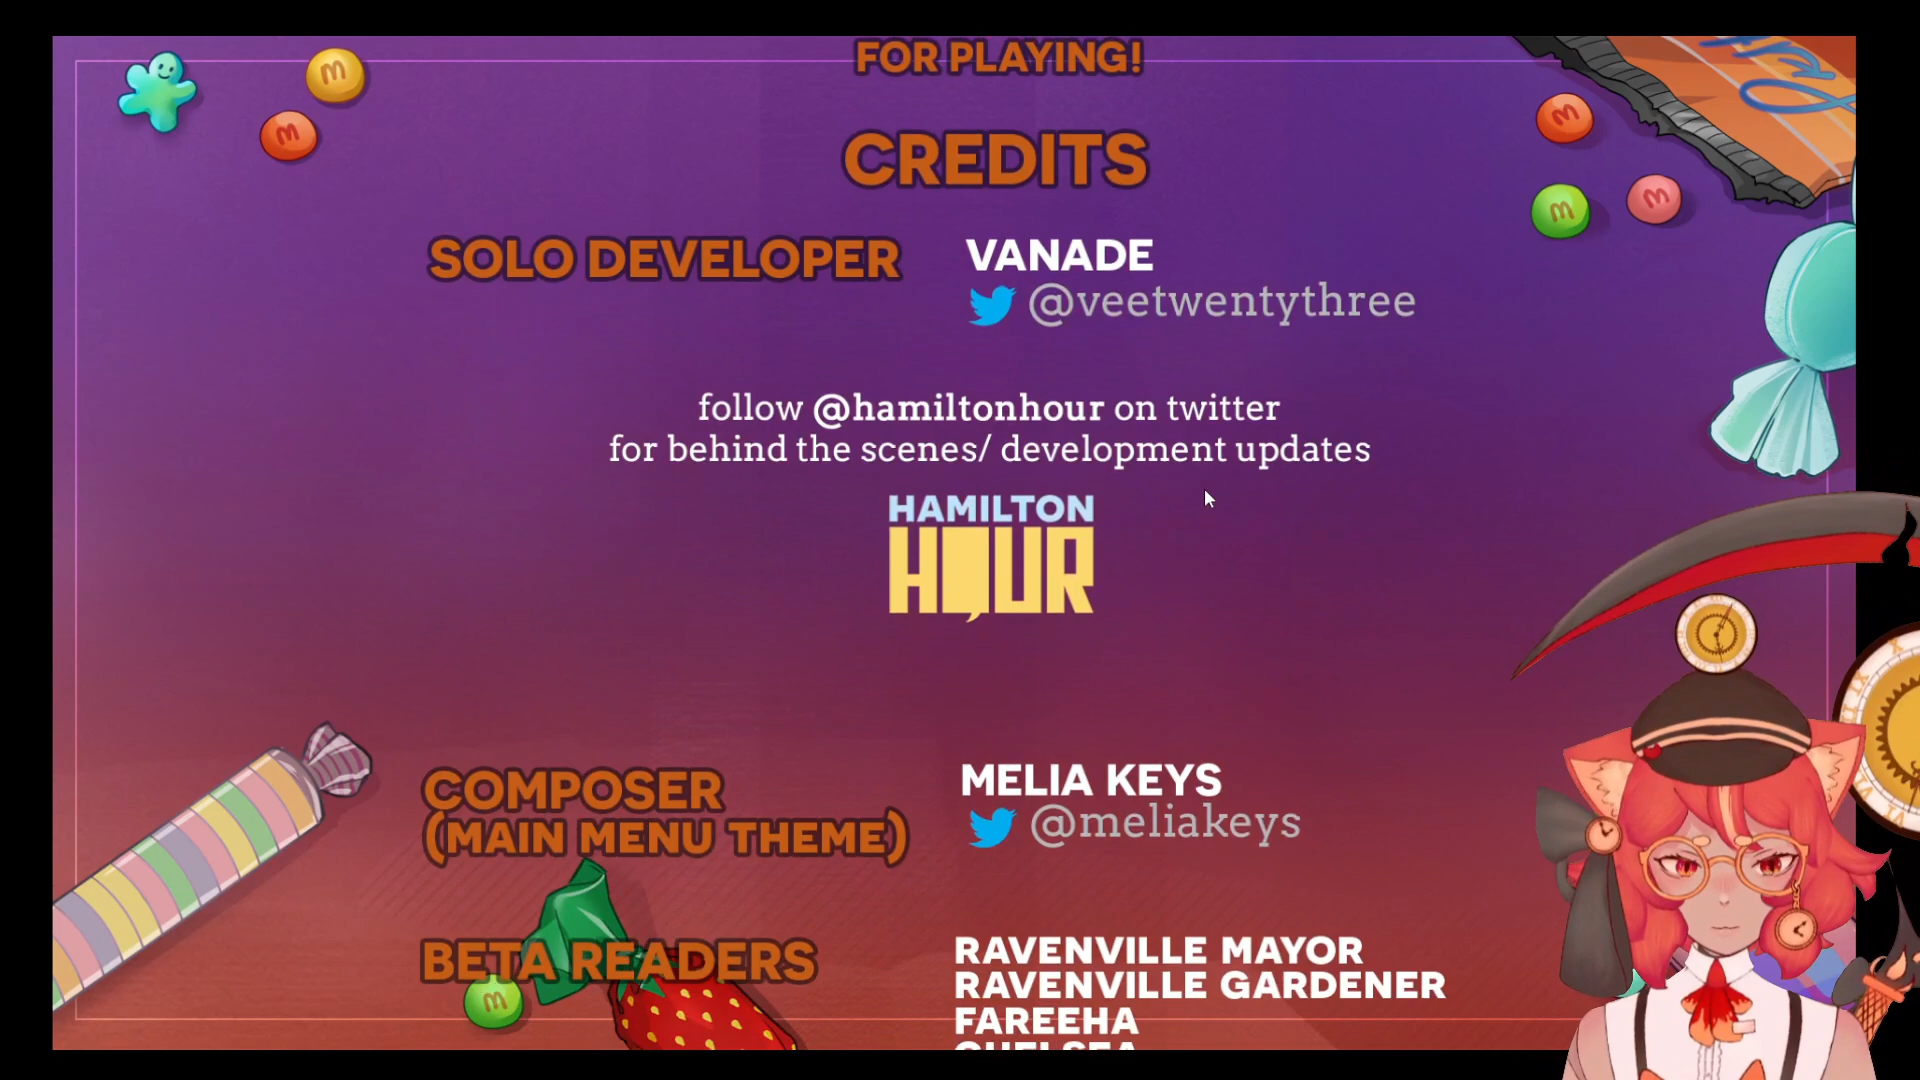 FOR PLAYING!
CREDITS
SOLO DEVELOPER
VANADE
@veetwentythree
follow @hamiltonhour on twitter
for behind the scenes/ development updates
HAMILTON
HOUR
COMPOSER
(MAIN MENU THEME)
MELIA KEYS
@meliakeys
BETA READERS
RAVENVILLE MAYOR
RAVENVILLE GARDENER
FAREEHA
CHELSEA
m
m
m
m
m
m